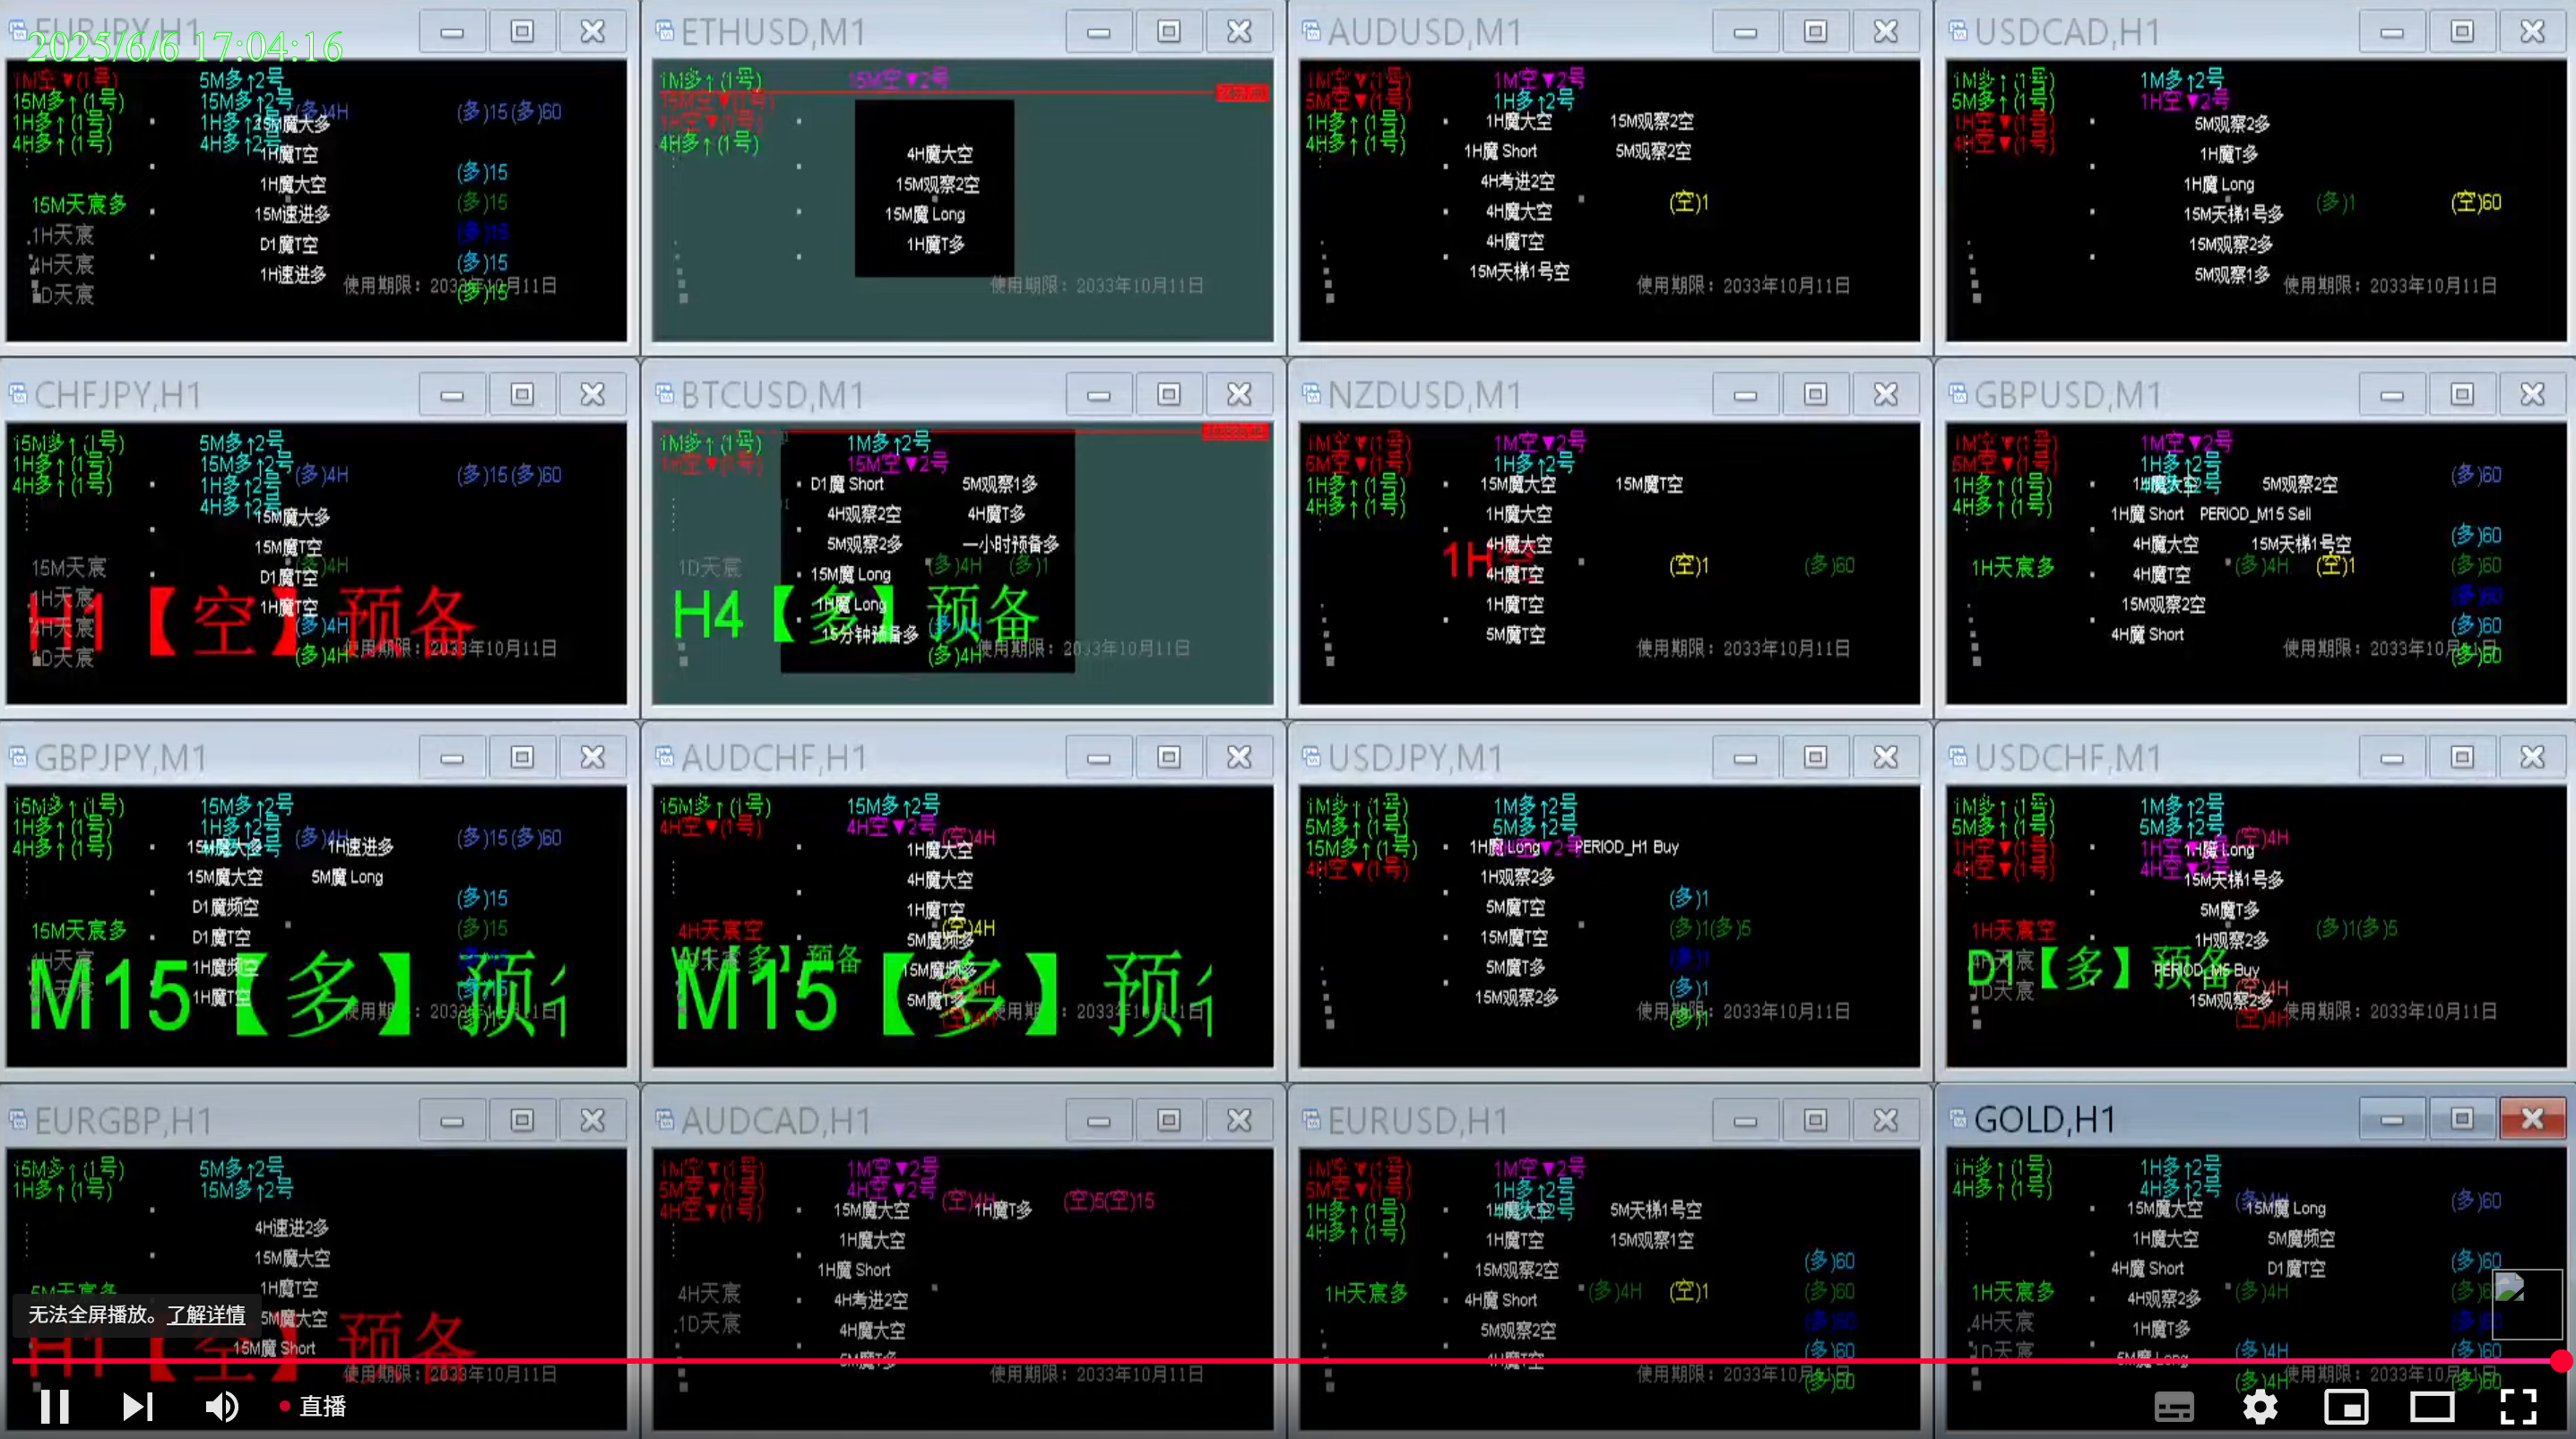 EURJPY,H1
2025/6/6 17:04:16
1M空▼(1号)
15M多↑(1号)
1H多↑(1号)
4H多↑(1号)
5M多↑2号
15M多↑2号
1H多↑2号
4H多↑2号
(多)4H
(多)15(多)60
15M魔大多
1H魔T空
1H魔大空
15M速进多
D1魔T空
1H速进多
(多)15
(多)15
(多)15
(多)15
(多)15
15M天宸多
1H天宸
4H天宸
1D天宸
使用期限：2033年10月11日
ETHUSD,M1
1M多↑(1号)
15M空▼(1号)
1H空▼(1号)
4H多↑(1号)
15M空▼2号
4H魔大空
15M观察2空
15M魔 Long
1H魔T多
使用期限：2033年10月11日
AUDUSD,M1
1M空▼(1号)
5M空▼(1号)
1H多↑(1号)
4H多↑(1号)
1M空▼2号
1H多↑2号
1H魔大空 15M观察2空
1H魔 Short 5M观察2空
4H考进2空
4H魔大空
4H魔T空
15M天梯1号空
(空)1
使用期限：2033年10月11日
USDCAD,H1
1M多↑(1号)
5M多↑(1号)
1H空▼(1号)
4H空▼(1号)
1M多↑2号
1H空▼2号
5M观察2多
1H魔T多
1H魔 Long
15M天梯1号多
15M观察2多
5M观察1多
(多)1
(空)60
使用期限：2033年10月11日
CHFJPY,H1
15M多↑(1号)
1H多↑(1号)
4H多↑(1号)
5M多↑2号
15M多↑2号
1H多↑2号
4H多↑2号
(多)4H
(多)15(多)60
15M魔大多
15M魔T空
D1魔T空
1H魔T空
(多)4H
(多)4H
(多)4H
15M天宸
1H天宸
4H天宸
1D天宸
H1【空】预备
使用期限：2033年10月11日
BTCUSD,M1
1M多↑(1号)
1H空▼(1号)
1M多↑2号
15M空▼2号
D1魔 Short 5M观察1多
4H观察2空 4H魔T多
5M观察2多 一小时预备多
15M魔 Long
1H魔 Long
15分钟预备多
(多)4H (多)1
(多)4H
1D天宸
H4【多】预备
使用期限：2033年10月11日
NZDUSD,M1
1M空▼(1号)
5M空▼(1号)
1H多↑(1号)
4H多↑(1号)
1M空▼2号
1H多↑2号
15M魔大空 15M魔T空
1H魔大空
4H魔大空
4H魔T空
1H魔T空
5M魔T空
1H空
(空)1
(多)60
使用期限：2033年10月11日
GBPUSD,M1
1M空▼(1号)
5M空▼(1号)
1H多↑(1号)
4H多↑(1号)
1M空▼2号
1H多↑2号
1H魔大空 5M观察2空
1H魔 Short PERIOD_M15 Sell
4H魔大空 15M天梯1号空
4H魔T空
15M观察2空
4H魔 Short
(多)60
(多)60
(多)4H (空)1 (多)60
(多)60
(多)60
(多)60
1H天宸多
使用期限：2033年10月11日
GBPJPY,M1
15M多↑(1号)
1H多↑(1号)
4H多↑(1号)
15M多↑2号
1H多↑2号
(多)4H
(多)15(多)60
15M魔大多 1H速进多
15M魔大空 5M魔 Long
D1魔频空
D1魔T空
1H魔频空
1H魔T空
(多)15
(多)15
15M天宸多
M15【多】预
使用期限：2033年10月11日
AUDCHF,H1
15M多↑(1号)
4H空▼(1号)
15M多↑2号
4H空▼2号
(空)4H
1H魔大空
4H魔大空
1H魔T空
5M魔频多
15M魔频多
5M魔T多
(空)4H
(空)4H
(空)4H
4H天宸空
M15【多】预
使用期限：2033年10月11日
USDJPY,M1
1M多↑(1号)
5M多↑(1号)
15M多↑(1号)
4H空▼(1号)
1M多↑2号
5M多↑2号
1H魔 Long PERIOD_H1 Buy
1H观察2多
5M魔T空
15M魔T空
5M魔T多
15M观察2多
(多)1
(多)1(多)5
(多)1
(多)1
(多)1
使用期限：2033年10月11日
USDCHF,M1
1M多↑(1号)
5M多↑(1号)
1H空▼(1号)
4H空▼(1号)
1M多↑2号
5M多↑2号
1H空▼2号
4H空▼2号
(空)4H
1H魔 Long
15M天梯1号多
5M魔T多
1H观察2多
PERIOD_M5 Buy
15M观察2多
(多)1(多)5
(空)4H
(空)4H
1H天宸空
4H天宸
1D天宸
D1【多】预备
使用期限：2033年10月11日
EURGBP,H1
15M多↑(1号)
1H多↑(1号)
5M多↑2号
15M多↑2号
4H速进2多
15M魔大空
1H魔T空
5M魔大空
15M魔 Short
5M天宸多
H1【空】预备
使用期限：2033年10月11日
无法全屏播放。了解详情
直播
AUDCAD,H1
1M空▼(1号)
5M空▼(1号)
4H空▼(1号)
1M空▼2号
4H空▼2号
(空)4H
(空)5(空)15
15M魔大空 1H魔T多
1H魔大空
1H魔 Short
4H考进2空
4H魔大空
5M魔T多
4H天宸
1D天宸
使用期限：2033年10月11日
EURUSD,H1
1M空▼(1号)
5M空▼(1号)
1H多↑(1号)
4H多↑(1号)
1M空▼2号
1H多↑2号
1H魔大空 5M天梯1号空
1H魔T空 15M观察1空
15M观察2空
4H魔 Short
5M观察2空
4H魔T空
(多)60
(多)4H (空)1 (多)60
(多)60
(多)60
(多)60
1H天宸多
使用期限：2033年10月11日
GOLD,H1
1H多↑(1号)
4H多↑(1号)
1H多↑2号
4H多↑2号
(多)4H
(多)60
15M魔大空 15M魔 Long
1H魔大空 5M魔频空
4H魔 Short D1魔T空
4H观察2多
1H魔T多
5M魔 Long
(多)60
(多)4H
(多)4H (多)60
(多)4H (多)60
1H天宸多
4H天宸
1D天宸
使用期限：2033年10月11日